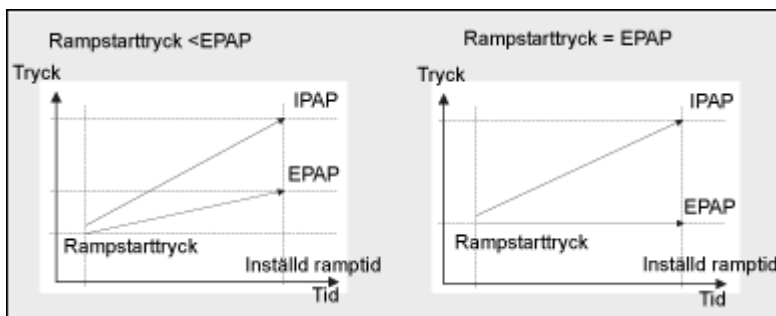 Rampstarttryck <EPAP
Tryck
IPAP
EPAP
Rampstarttryck
Inställd ramptid
Tid
Rampstarttryck = EPAP
Tryck
IPAP
EPAP
Rampstarttryck
Inställd ramptid
Tid